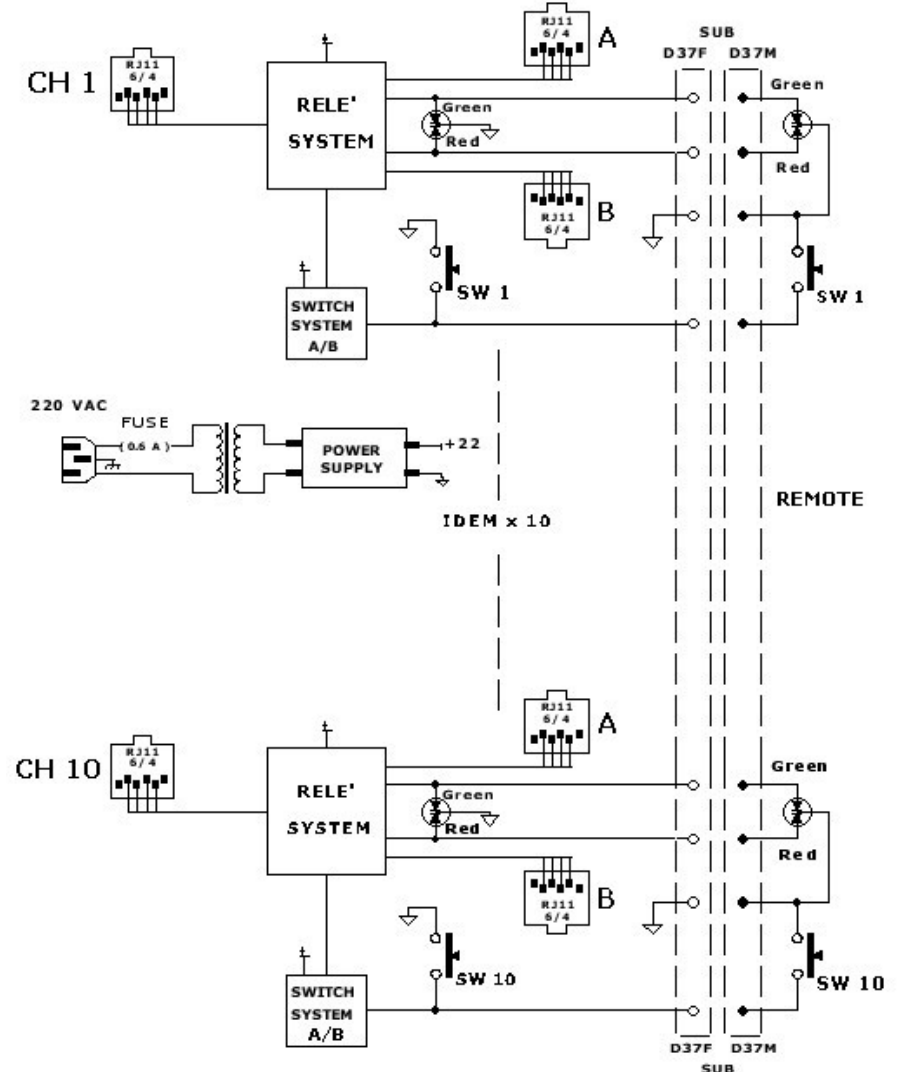 SUB
D37F D37M
RJ11
6/4
A
CH 1
RJ11
6/4
RELE'
SYSTEM
Green
Red
Green
Red
RJ11
6/4
B
SW 1
SW 1
SWITCH
SYSTEM
A/B
220 VAC
FUSE
(0.6 A)
POWER
SUPPLY
+22
IDEM x 10
REMOTE
RJ11
6/4
A
CH 10
RJ11
6/4
RELE'
SYSTEM
Green
Red
Green
Red
RJ11
6/4
B
SW 10
SW 10
SWITCH
SYSTEM
A/B
D37F D37M
SUB